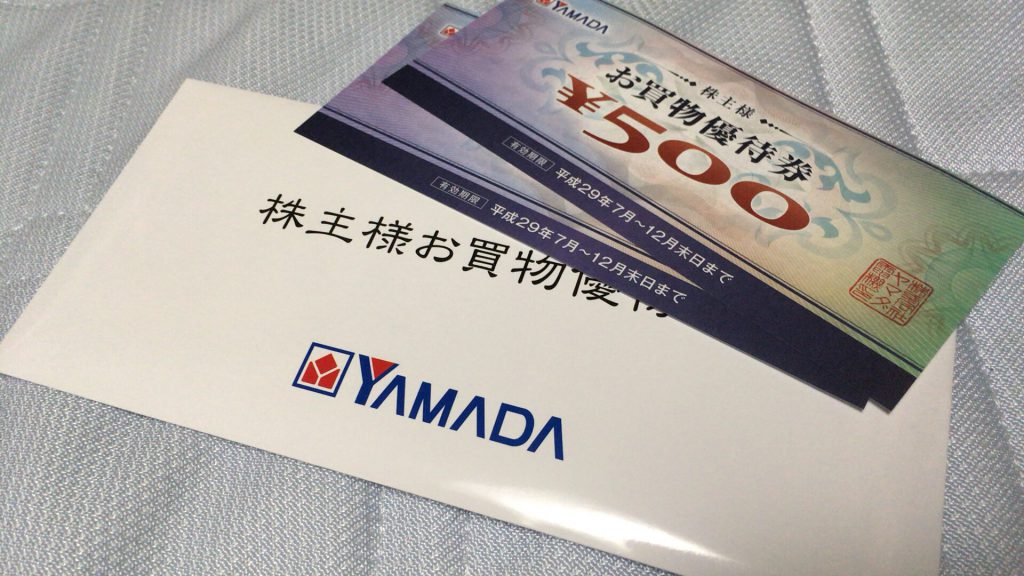 YAMADA
株主様
お買物優待券
¥500
有効期限 平成29年7月～12月末日まで
有効期限 平成29年7月～12月末日まで
株主様お買物優
YAMADA